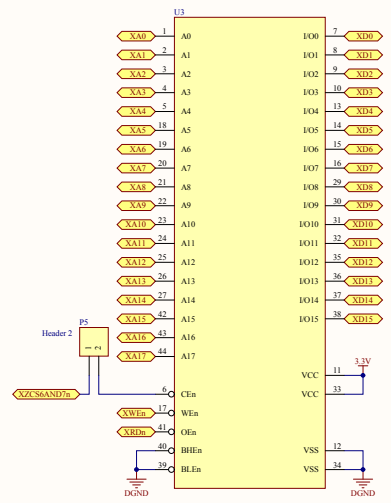 U3
XA0 1 A0 I/O0 7 XD0
XA1 2 A1 I/O1 8 XD1
XA2 3 A2 I/O2 9 XD2
XA3 4 A3 I/O3 10 XD3
XA4 5 A4 I/O4 13 XD4
XA5 18 A5 I/O5 14 XD5
XA6 19 A6 I/O6 15 XD6
XA7 20 A7 I/O7 16 XD7
XA8 21 A8 I/O8 29 XD8
XA9 22 A9 I/O9 30 XD9
XA10 23 A10 I/O10 31 XD10
XA11 24 A11 I/O11 32 XD11
XA12 25 A12 I/O12 35 XD12
XA13 26 A13 I/O13 36 XD13
XA14 27 A14 I/O14 37 XD14
XA15 42 A15 I/O15 38 XD15
XA16 43 A16
XA17 44 A17
P5
Header 2
1 2
3.3V
VCC 11
XZCS6AND7n 6 CEn VCC 33
XWEn 17 WEn
XRDn 41 OEn
40 BHEn VSS 12
39 BLEn VSS 34
DGND DGND